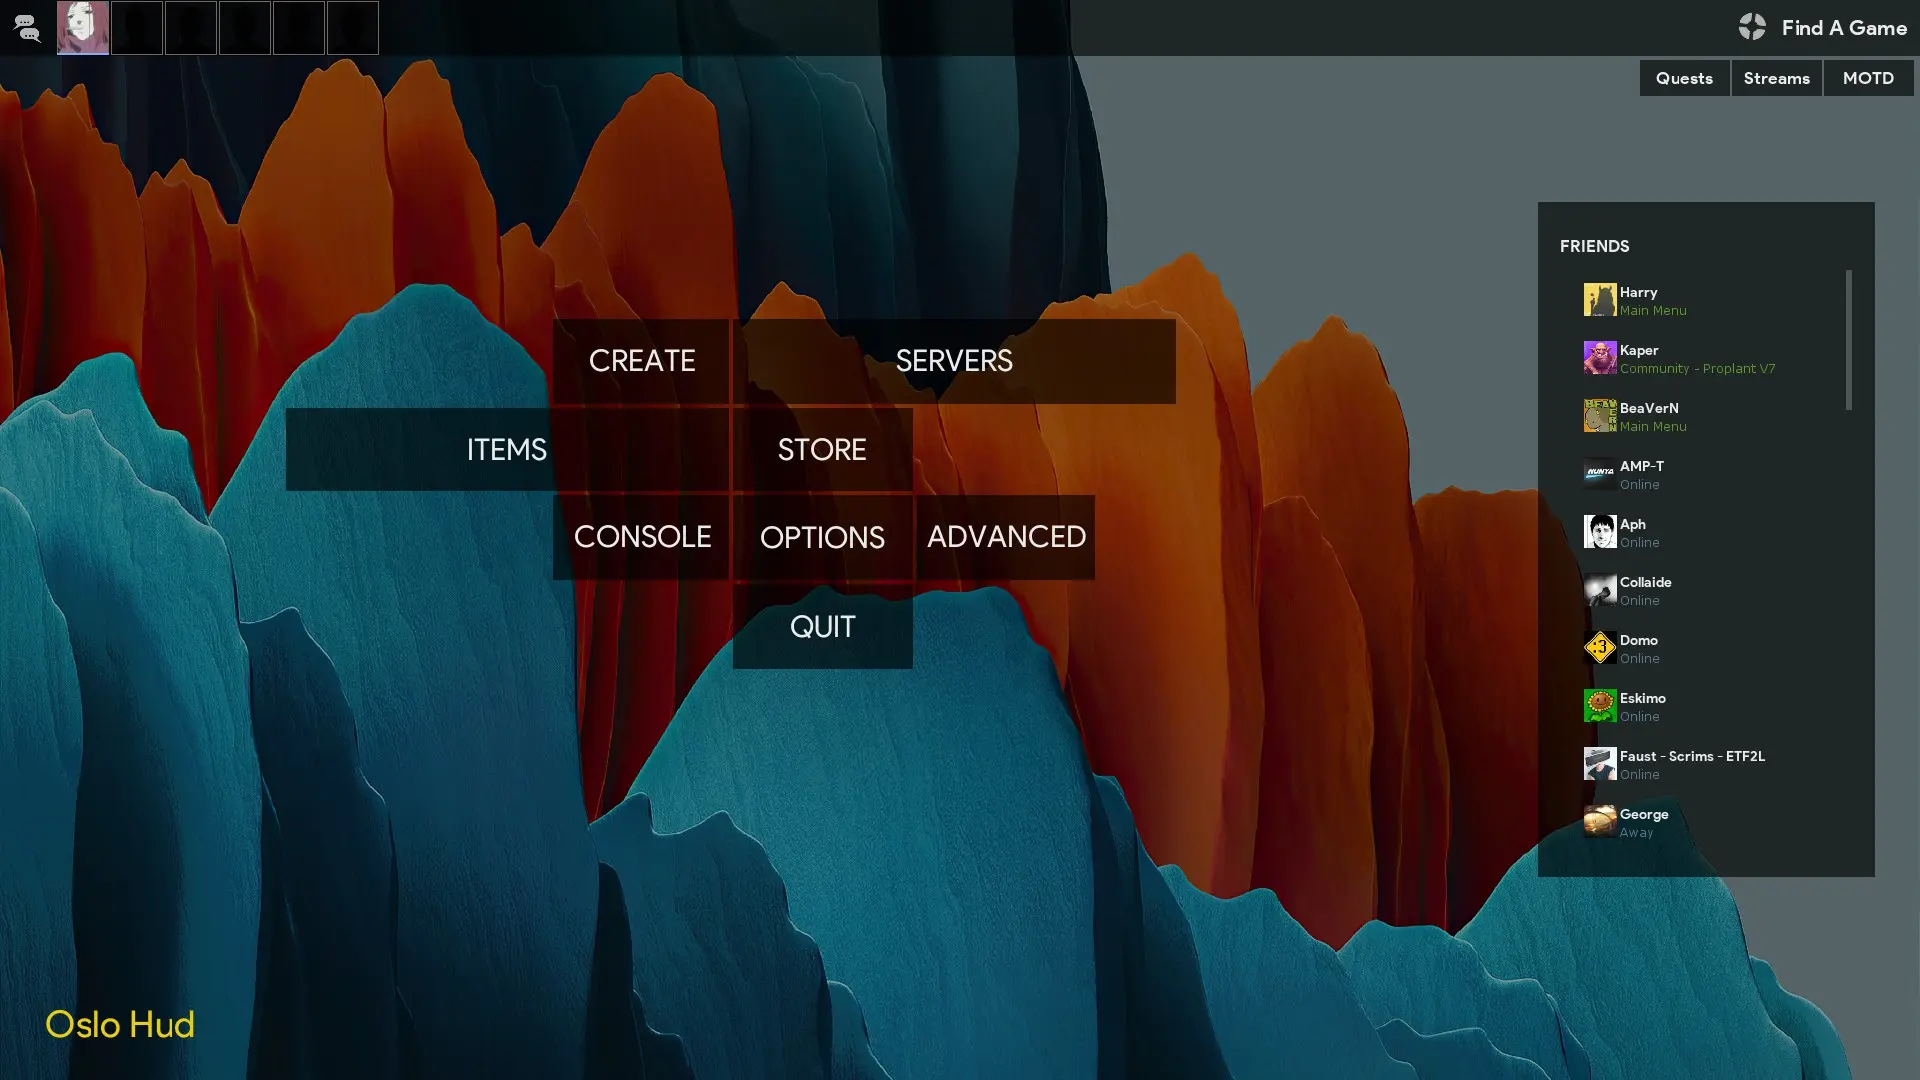 Find A Game
Quests
Streams
MOTD
FRIENDS
Harry
Main Menu
Kaper
Community - Proplant V7
BeaVerN
Main Menu
AMP-T
Online
Aph
Online
Collaide
Online
Domo
Online
Eskimo
Online
Faust - Scrims - ETF2L
Online
George
Away
CREATE
SERVERS
ITEMS
STORE
CONSOLE
OPTIONS
ADVANCED
QUIT
Oslo Hud
NUNYA
:3